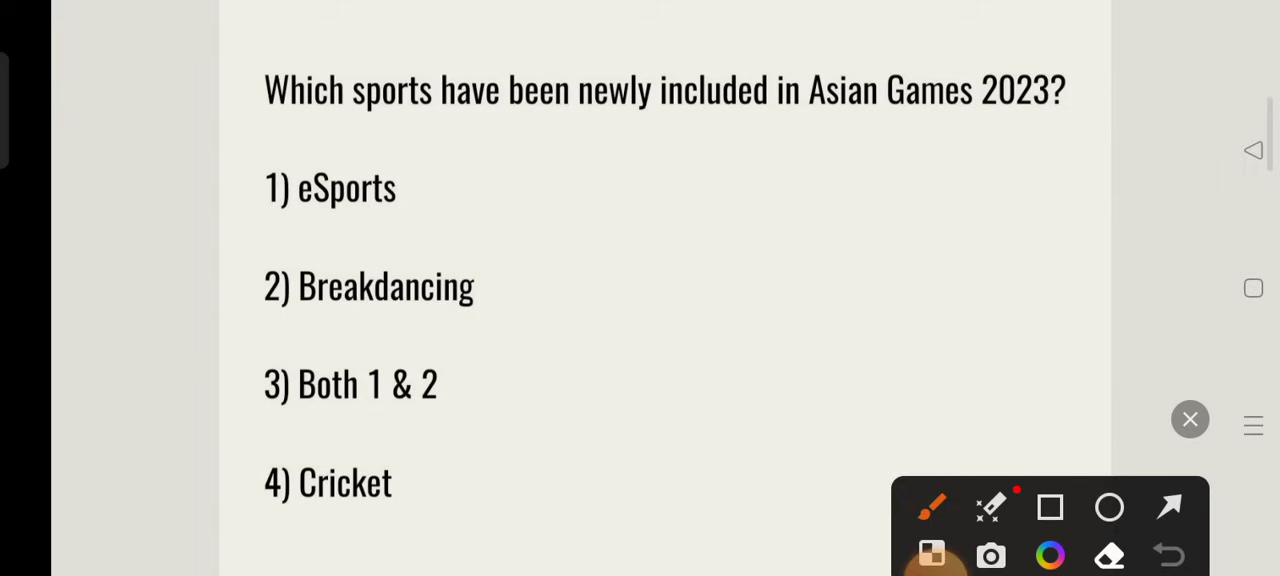 Which sports have been newly included in Asian Games 2023?
1) eSports
2) Breakdancing
3) Both 1 & 2
4) Cricket